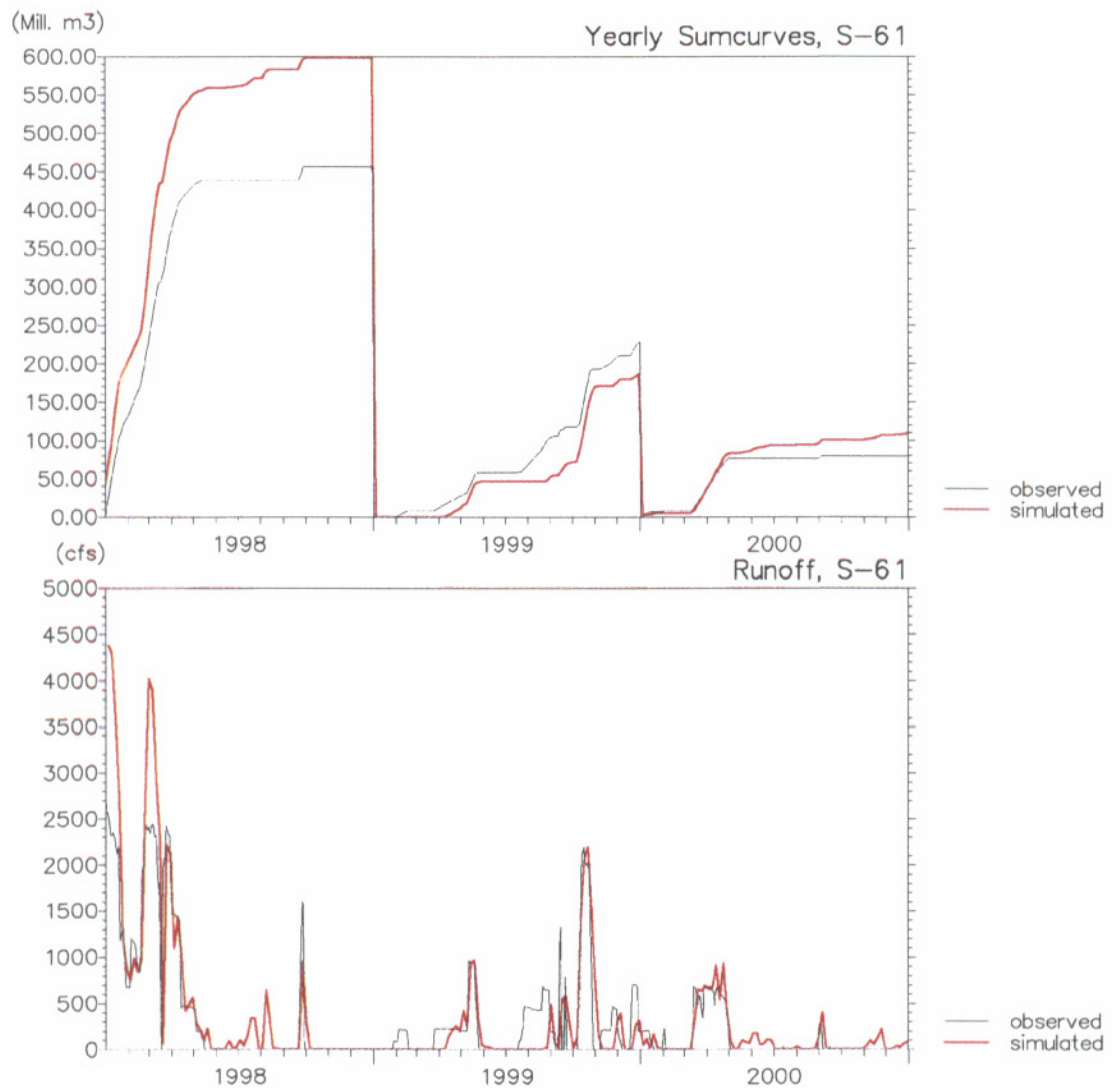 (Mill. m3)
Yearly Sumcurves, S-61
600.00
550.00
500.00
450.00
400.00
350.00
300.00
250.00
200.00
150.00
100.00
50.00
0.00
1998 1999 2000
observed
simulated
(cfs)
Runoff, S-61
5000
4500
4000
3500
3000
2500
2000
1500
1000
500
0
1998 1999 2000
observed
simulated